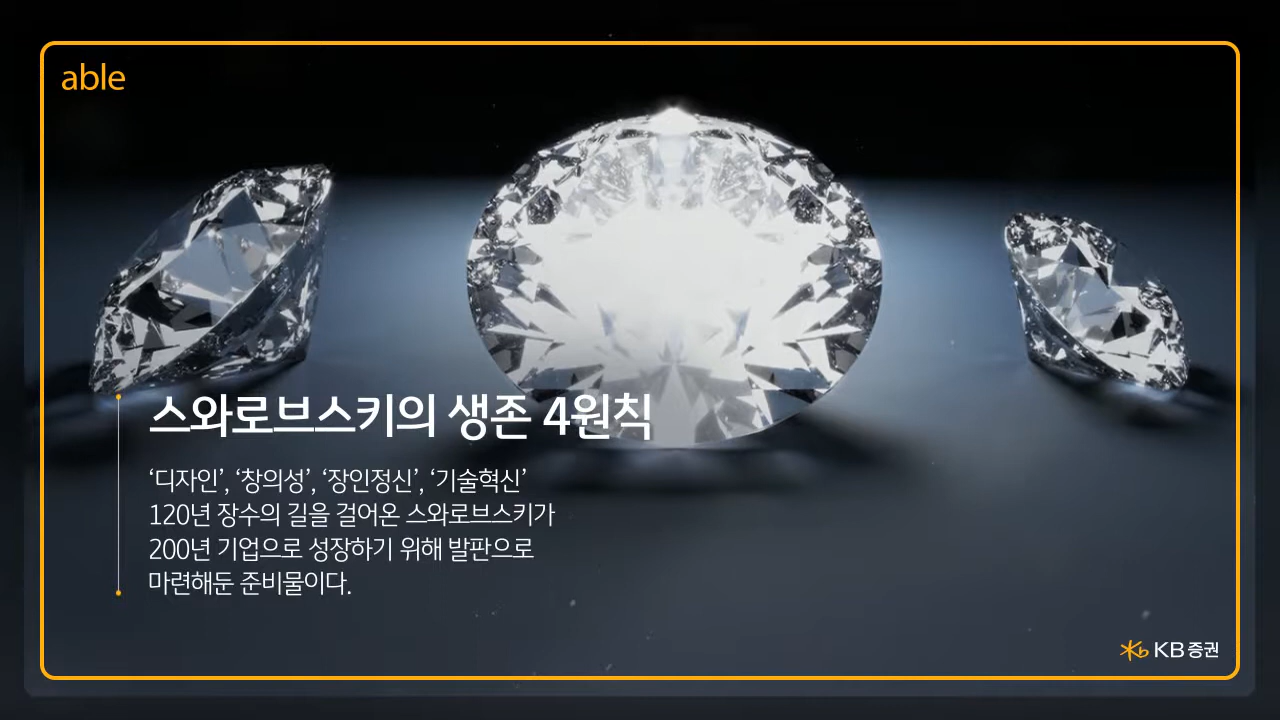 able
스와로브스키의 생존 4원칙
‘디자인’, ‘창의성’, ‘장인정신’, ‘기술혁신’
120년 장수의 길을 걸어온 스와로브스키가
200년 기업으로 성장하기 위해 발판으로
마련해둔 준비물이다.
KB증권